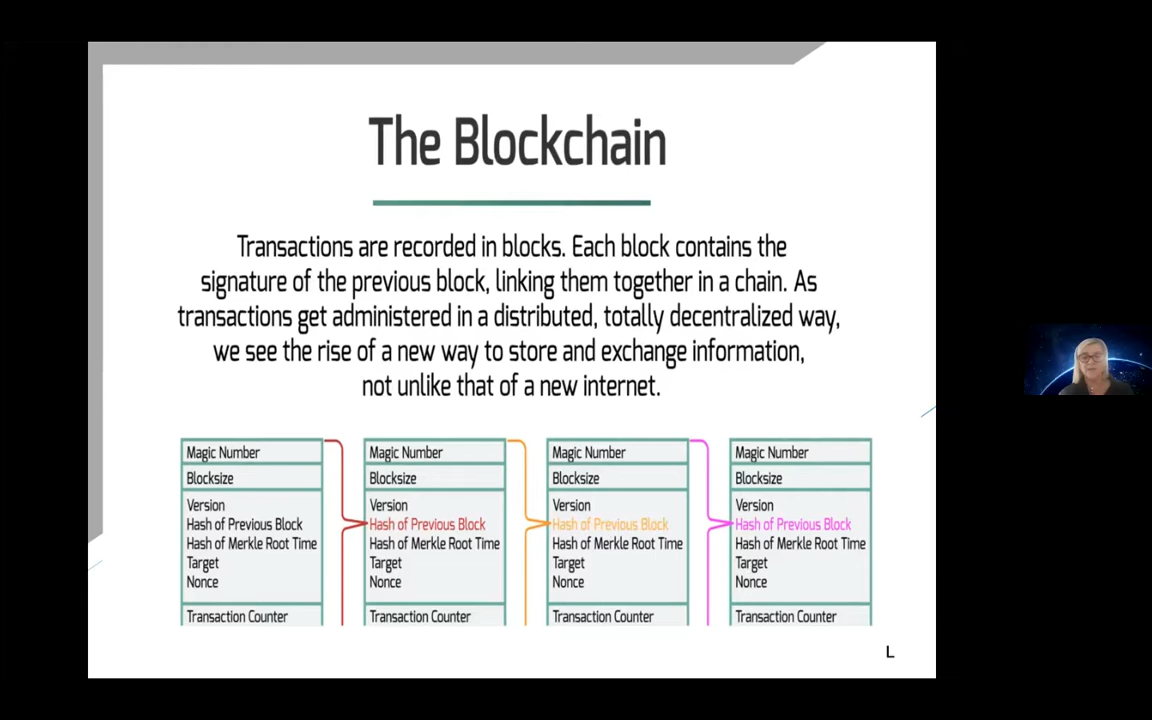 The Blockchain
Transactions are recorded in blocks. Each block contains the
signature of the previous block, linking them together in a chain. As
transactions get administered in a distributed, totally decentralized way,
we see the rise of a new way to store and exchange information,
not unlike that of a new internet.
Magic Number
Blocksize
Version
Hash of Previous Block
Hash of Merkle Root Time
Target
Nonce
Transaction Counter
Magic Number
Blocksize
Version
Hash of Previous Block
Hash of Merkle Root Time
Target
Nonce
Transaction Counter
Magic Number
Blocksize
Version
Hash of Previous Block
Hash of Merkle Root Time
Target
Nonce
Transaction Counter
Magic Number
Blocksize
Version
Hash of Previous Block
Hash of Merkle Root Time
Target
Nonce
Transaction Counter
L